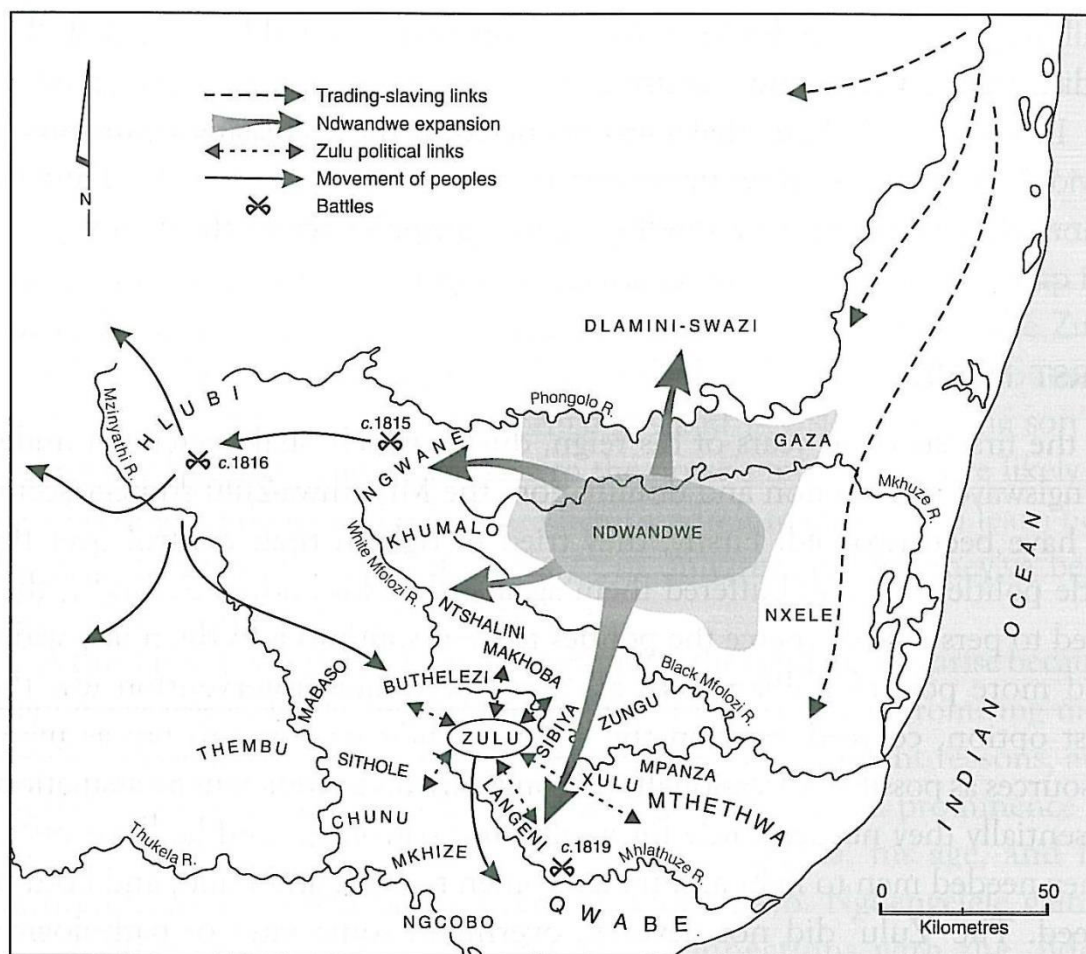 Trading-slaving links
Ndwandwe expansion
Zulu political links
Movement of peoples
Battles
N
DLAMINI-SWAZI
Phongolo R.
Mzinyathi R.
HLUBI
c.1815
c.1816
NGWANE
GAZA
Mkhuze R.
NDWANDWE
KHUMALO
White Mfolozi R.
NTSHALINI
NXELE
INDIAN OCEAN
MAKHOBA
Black Mfolozi R.
BUTHELEZI
MABASO
ZUNGU
SIBIYA
ZULU
THEMBU
SITHOLE
MPANZA
XULU
MTHETHWA
LANGENI
CHUNU
Thukela R.
MKHIZE
c.1819
Mhlathuze R.
QWABE
NGCOBO
0
50
Kilometres